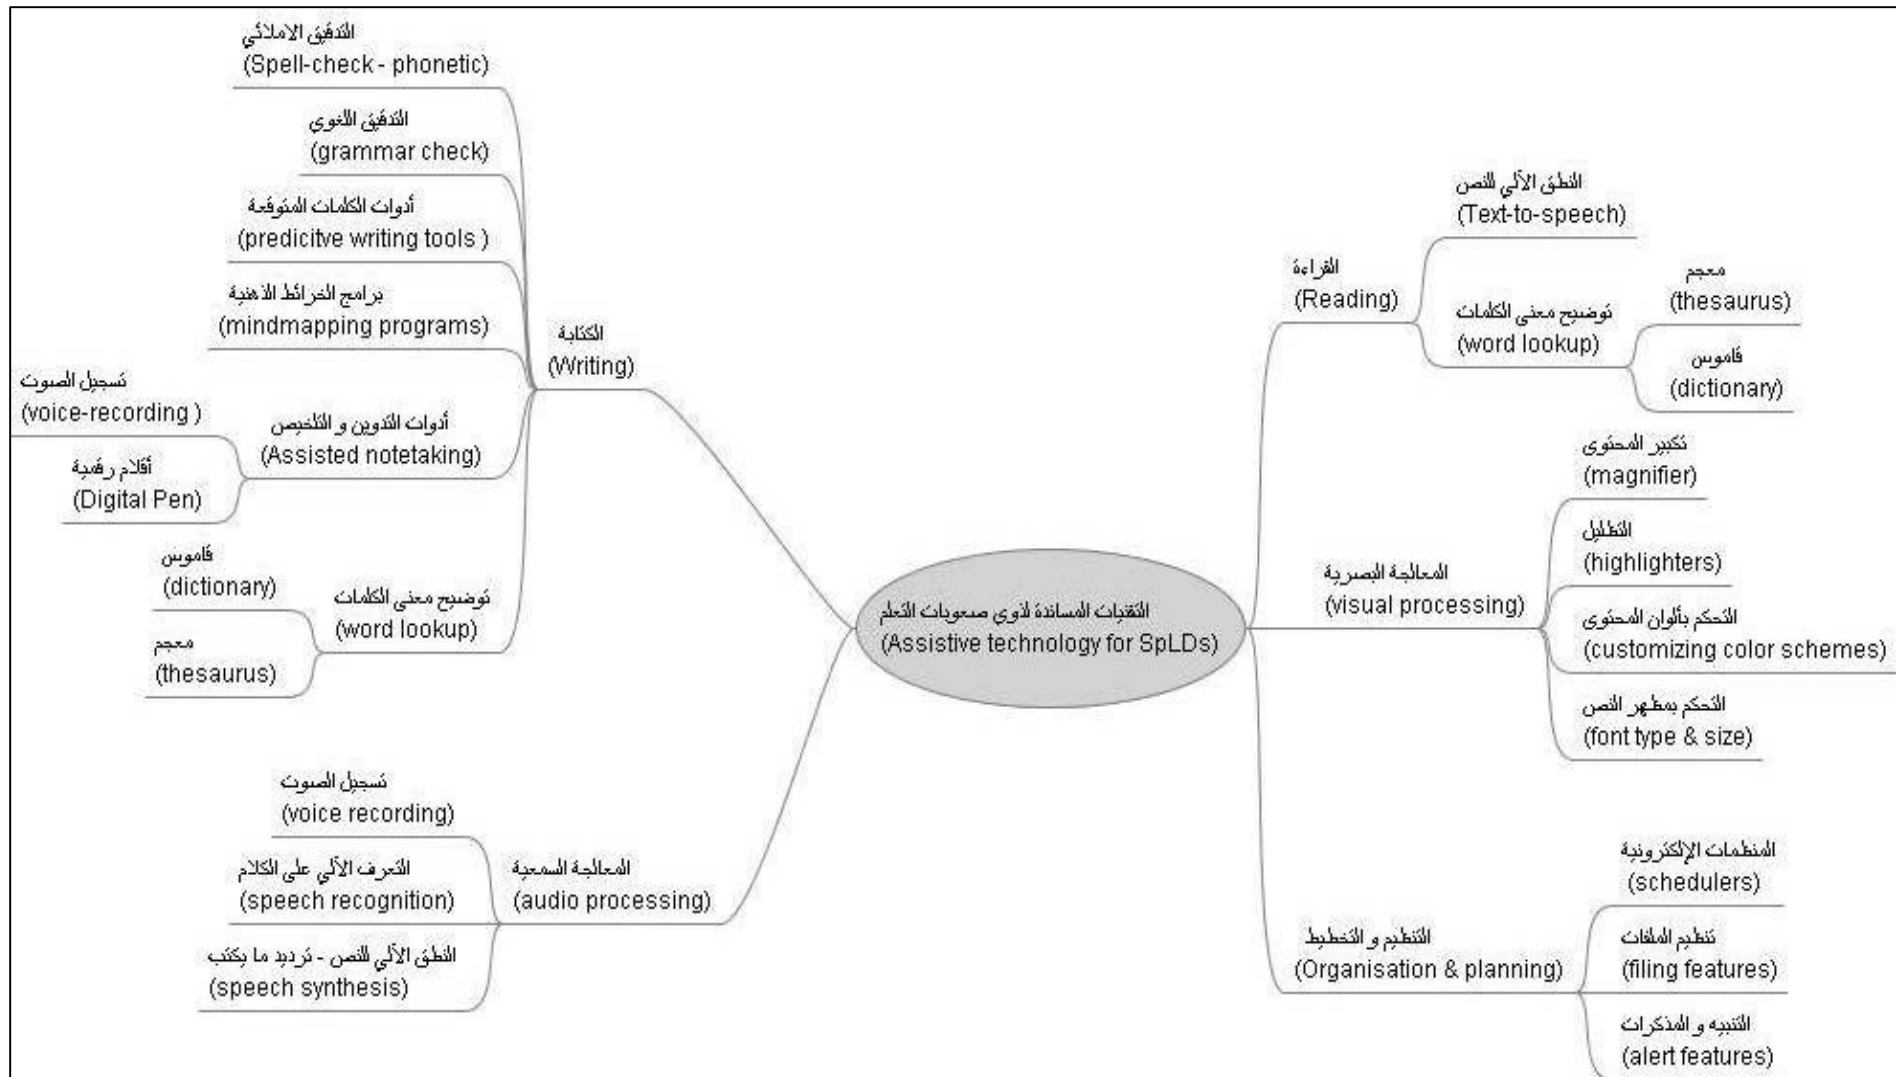 التدقيق الاملائي
(Spell-check - phonetic)
التدقيق اللغوي
(grammar check)
أدوات الكلمات المتوقعة
(predicitve writing tools )
برامج الخرائط الذهنية
(mindmapping programs)
الكتابة
(Writing)
تسجيل الصوت
(voice-recording )
أدوات التدوين و التلخيص
(Assisted notetaking)
أقلام رقمية
(Digital Pen)
قاموس
(dictionary)
توضيح معنى الكلمات
(word lookup)
معجم
(thesaurus)
التقنيات المساندة لذوي صعوبات التعلم
(Assistive technology for SpLDs)
تسجيل الصوت
(voice recording)
التعرف الآلي على الكلام
(speech recognition)
المعالجة السمعية
(audio processing)
النطق الآلي للنص - ترديد ما يكتب
(speech synthesis)
النطق الآلي للنص
(Text-to-speech)
القراءة
(Reading)
معجم
(thesaurus)
توضيح معنى الكلمات
(word lookup)
قاموس
(dictionary)
تكبير المحتوى
(magnifier)
التظليل
(highlighters)
المعالجة البصرية
(visual processing)
التحكم بألوان المحتوى
(customizing color schemes)
التحكم بمظهر النص
(font type & size)
المنظمات الإلكترونية
(schedulers)
التنظيم و التخطيط
(Organisation & planning)
تنظيم الملفات
(filing features)
التنبيه و المذكرات
(alert features)